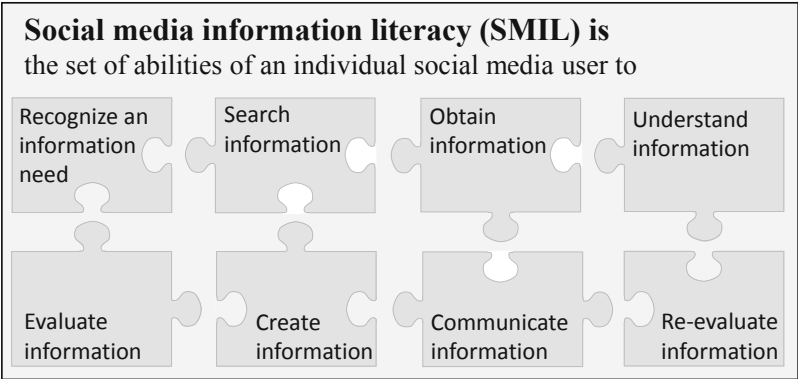 Social media information literacy (SMIL) is
the set of abilities of an individual social media user to
Recognize an
information
need
Search
information
Obtain
information
Understand
information
Evaluate
information
Create
information
Communicate
information
Re-evaluate
information